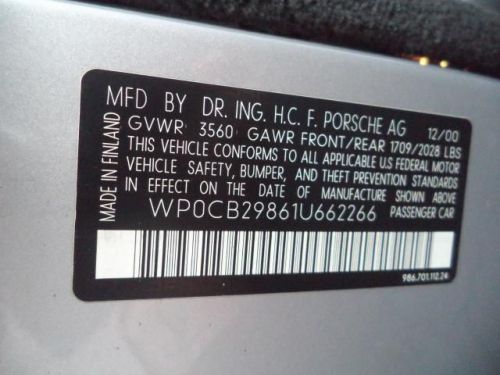 MFD BY DR. ING. H.C. F. PORSCHE AG 12/00
MADE IN FINLAND
GVWR 3560 GAWR FRONT/REAR 1709/2028 LBS
THIS VEHICLE CONFORMS TO ALL APPLICABLE US FEDERAL MOTOR
VEHICLE SAFETY, BUMPER, AND THEFT PREVENTION STANDARDS
IN EFFECT ON THE DATE OF MANUFACTURE SHOWN ABOVE
WP0CB29861U662266 PASSENGER CAR
986.701.112.24